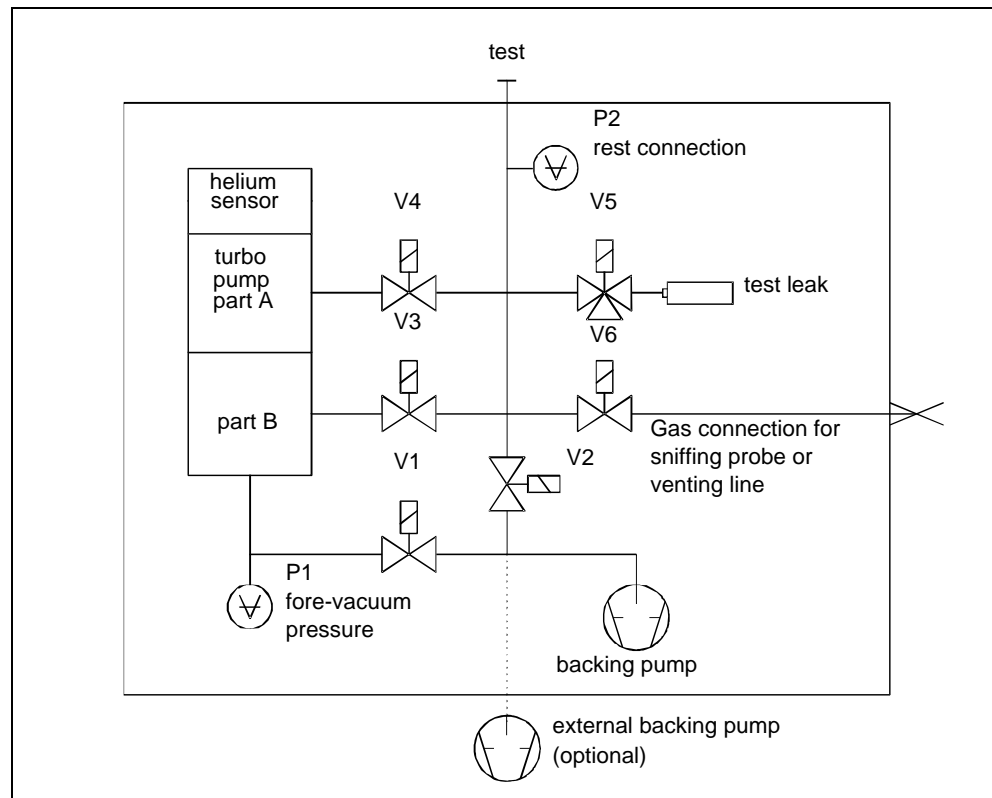 test
P2
rest connection
helium
sensor
V4
V5
turbo
pump
part A
test leak
V3
V6
part B
Gas connection for
sniffing probe or
venting line
V1
V2
P1
fore-vacuum
pressure
backing pump
external backing pump
(optional)